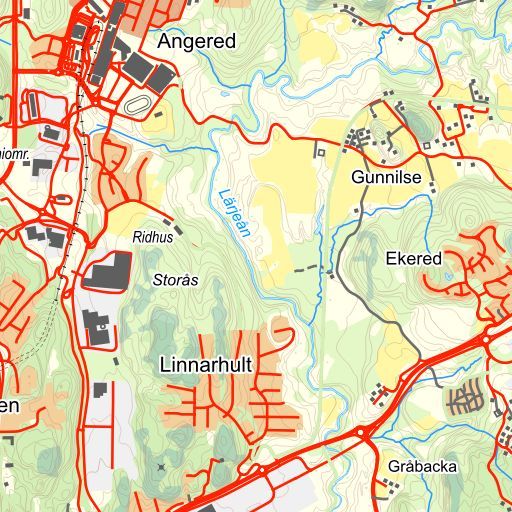 Angered
Gunnilse
Lärjeån
Ridhus
Ekered
Storås
Linnarhult
Gråbacka